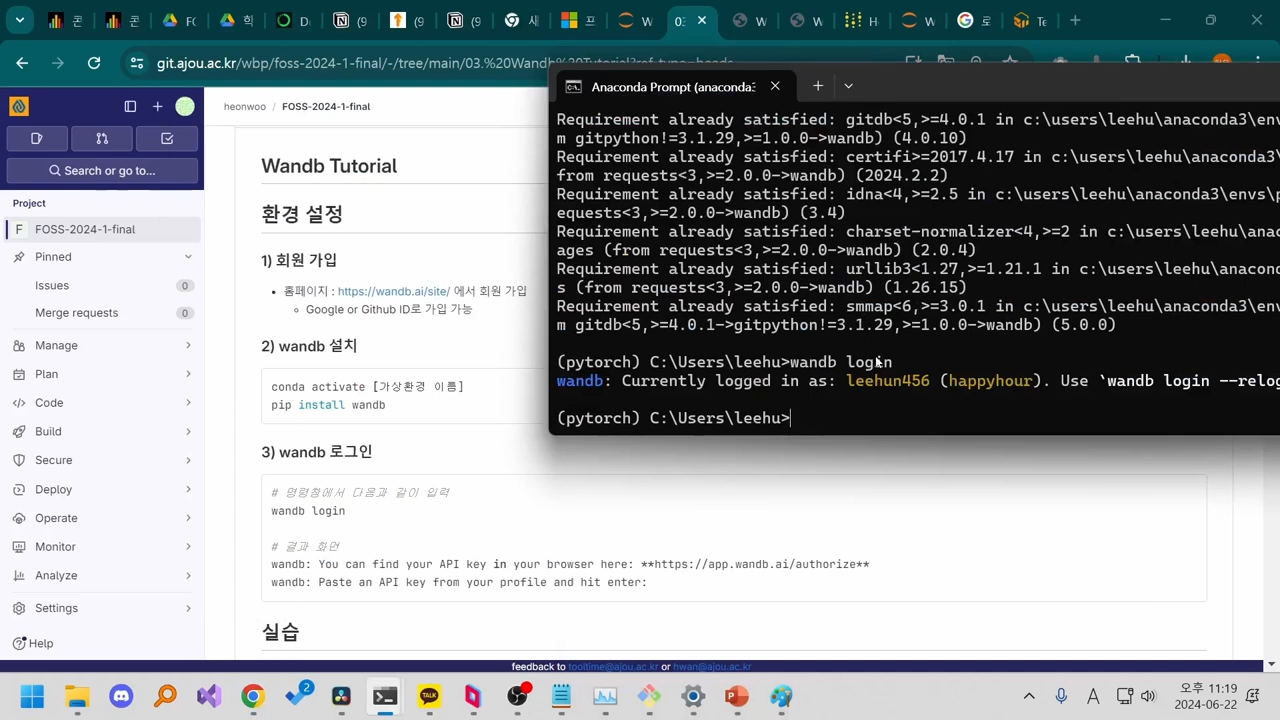 git.ajou.ac.kr/wbp/foss-2024-1-final/-/tree/main/03.%20Wandb%20Tutorial?ref_type=heads
Anaconda Prompt (anaconda3
heonwoo
FOSS-2024-1-final
Search or go to...
Project
F FOSS-2024-1-final
Pinned
Issues 0
Merge requests 0
Manage
Plan
Code
Build
Secure
Deploy
Operate
Monitor
Analyze
Settings
Help
Wandb Tutorial
환경 설정
1) 회원 가입
홈페이지 : https://wandb.ai/site/ 에서 회원 가입
Google or Github ID로 가입 가능
2) wandb 설치
conda activate [가상환경 이름]
pip install wandb
3) wandb 로그인
# 명령창에서 다음과 같이 입력
wandb login
# 결과 화면
wandb: You can find your API key in your browser here: **https://app.wandb.ai/authorize**
wandb: Paste an API key from your profile and hit enter:
실습
Requirement already satisfied: gitdb<5,>=4.0.1 in c:\users\leehu\anaconda3\env
m gitpython!=3.1.29,>=1.0.0->wandb) (4.0.10)
Requirement already satisfied: certifi>=2017.4.17 in c:\users\leehu\anaconda3\
from requests<3,>=2.0.0->wandb) (2024.2.2)
Requirement already satisfied: idna<4,>=2.5 in c:\users\leehu\anaconda3\envs\p
equests<3,>=2.0.0->wandb) (3.4)
Requirement already satisfied: charset-normalizer<4,>=2 in c:\users\leehu\anac
ages (from requests<3,>=2.0.0->wandb) (2.0.4)
Requirement already satisfied: urllib3<1.27,>=1.21.1 in c:\users\leehu\anacond
s (from requests<3,>=2.0.0->wandb) (1.26.15)
Requirement already satisfied: smmap<6,>=3.0.1 in c:\users\leehu\anaconda3\env
m gitdb<5,>=4.0.1->gitpython!=3.1.29,>=1.0.0->wandb) (5.0.0)
(pytorch) C:\Users\leehu>wandb login
wandb: Currently logged in as: leehun456 (happyhour). Use `wandb login --relog
(pytorch) C:\Users\leehu>
feedback to tooltime@ajou.ac.kr or hwan@ajou.ac.kr
2
TALK
A
오후 11:19
2024-06-22